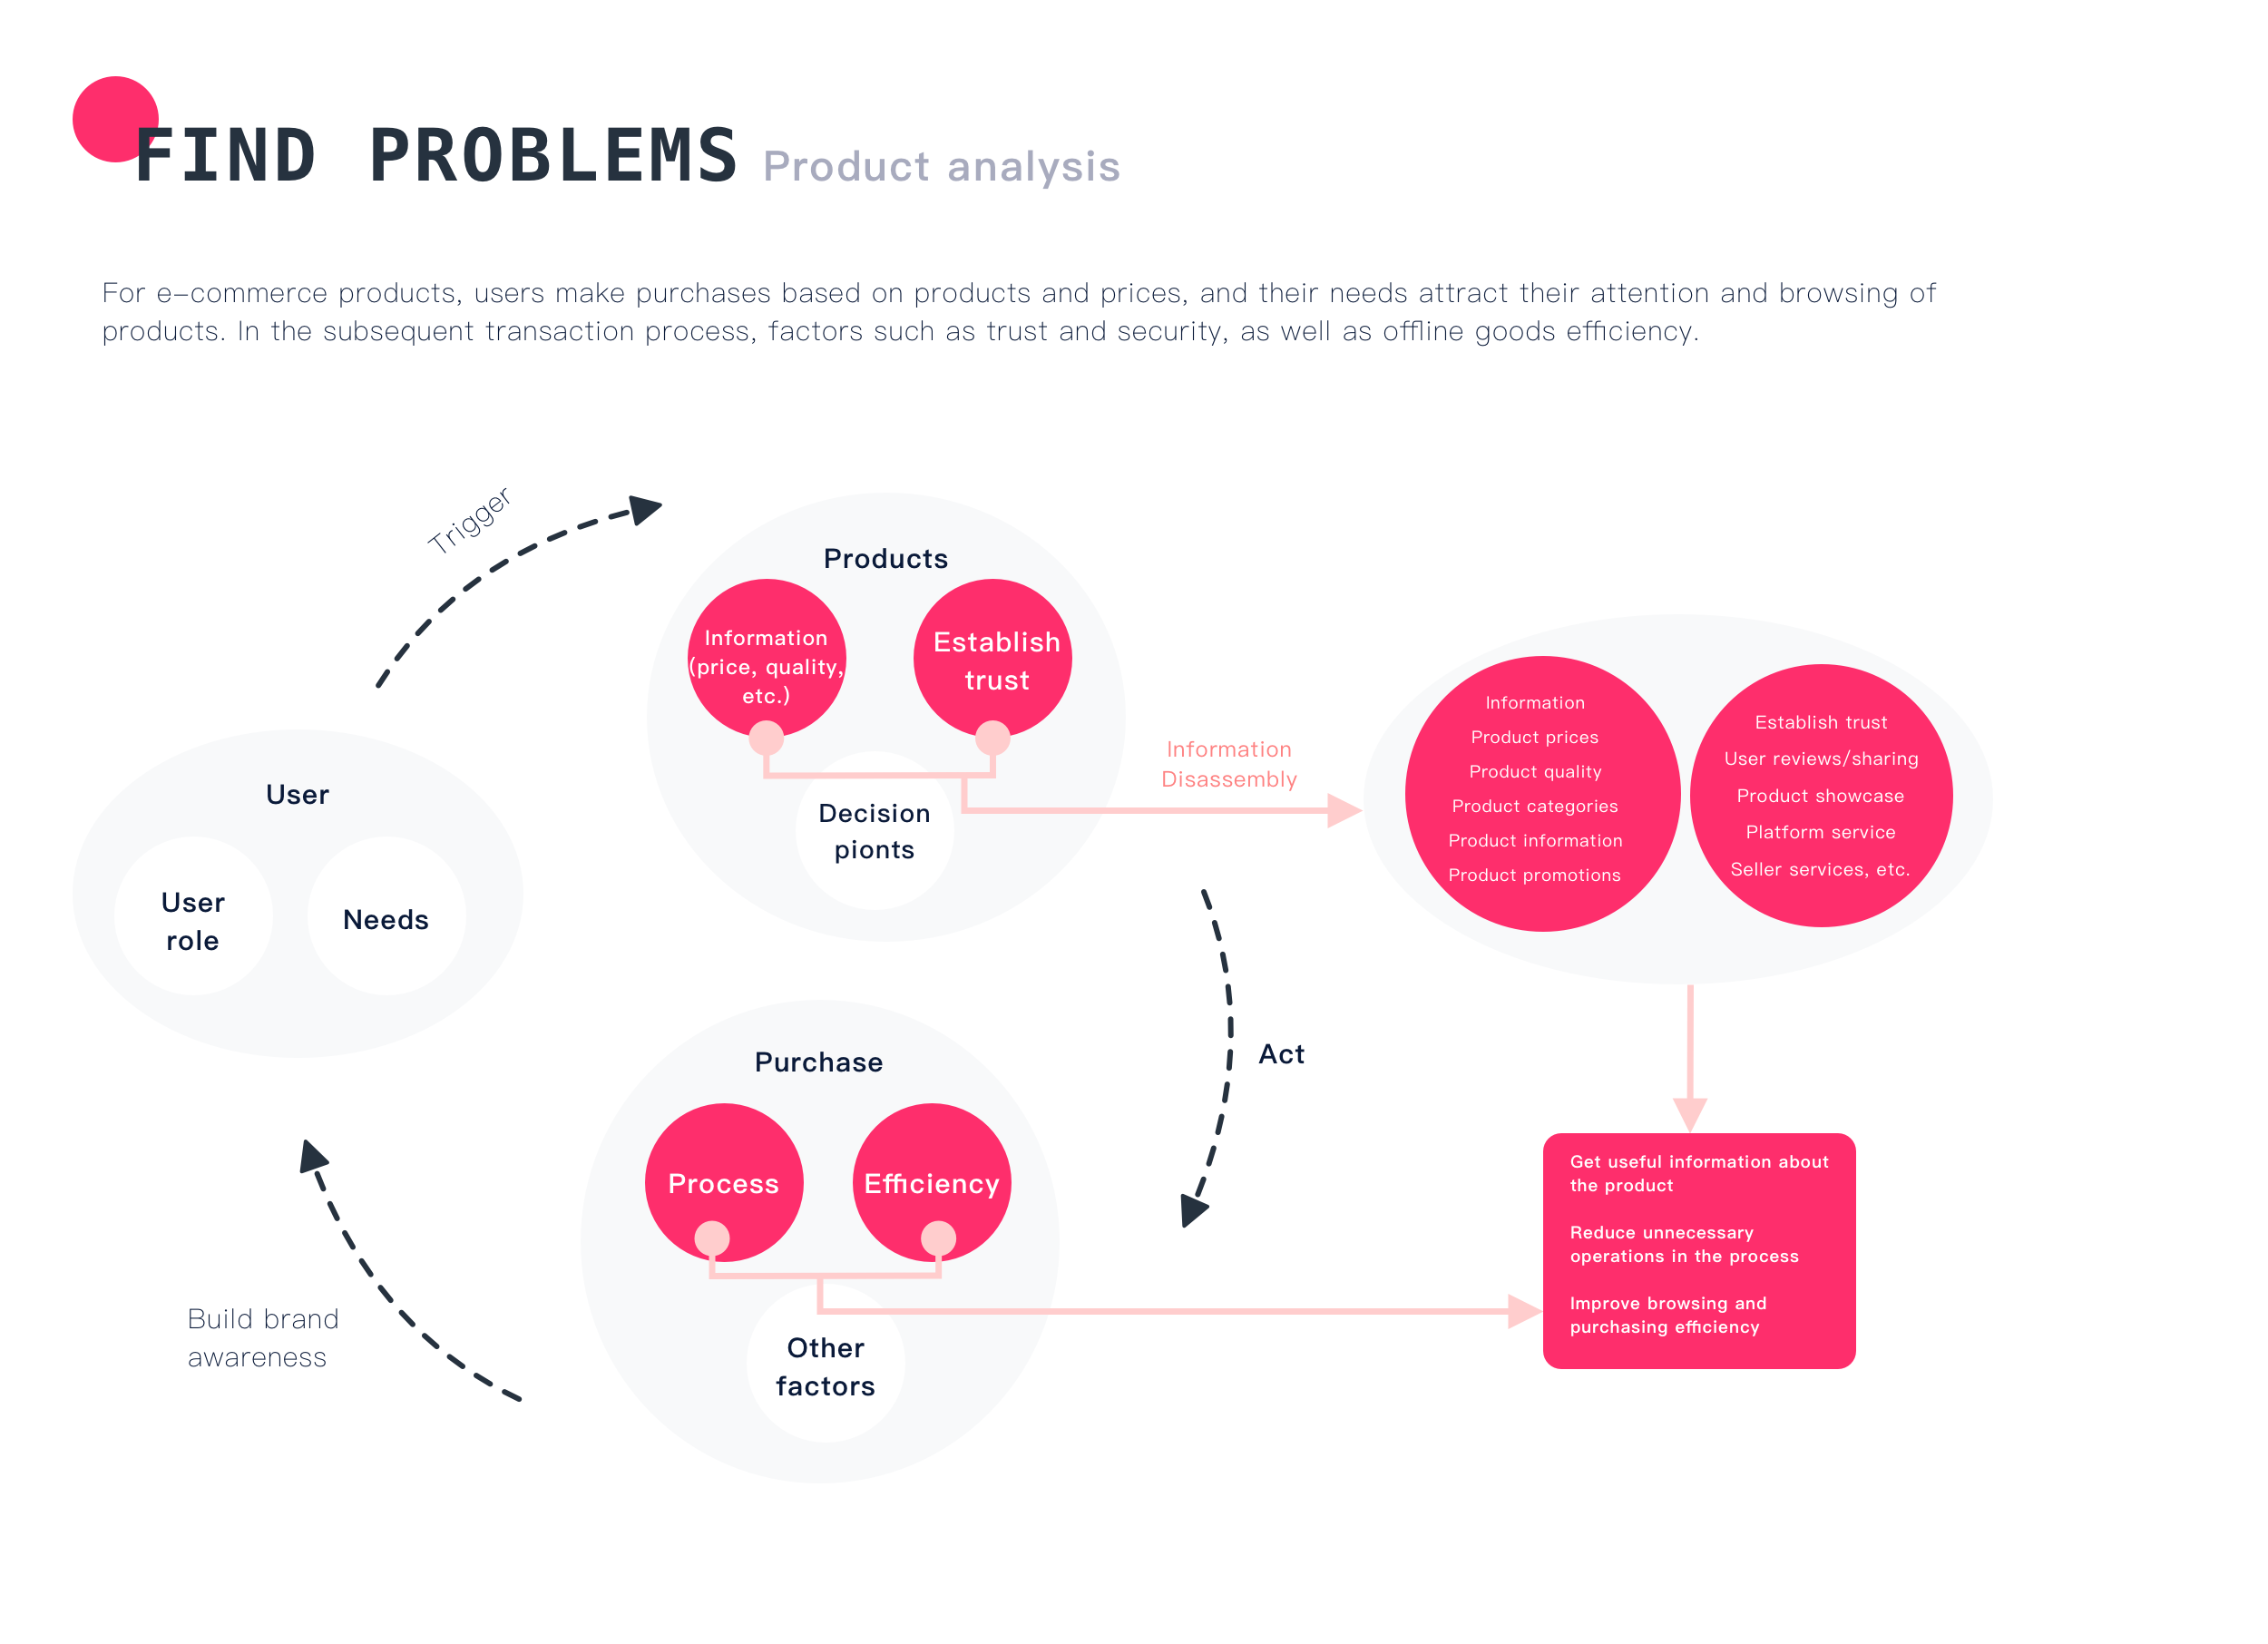 FIND PROBLEMS Product analysis
For e-commerce products, users make purchases based on products and prices, and their needs attract their attention and browsing of
products. In the subsequent transaction process, factors such as trust and security, as well as offline goods efficiency.
Trigger
Products
Information
(price, quality,
etc.)
Establish
trust
Decision
pionts
Information
Disassembly
Information
Product prices
Product quality
Product categories
Product information
Product promotions
Establish trust
User reviews/sharing
Product showcase
Platform service
Seller services, etc.
User
User
role
Needs
Act
Purchase
Process
Efficiency
Other
factors
Build brand
awareness
Get useful information about
the product
Reduce unnecessary
operations in the process
Improve browsing and
purchasing efficiency